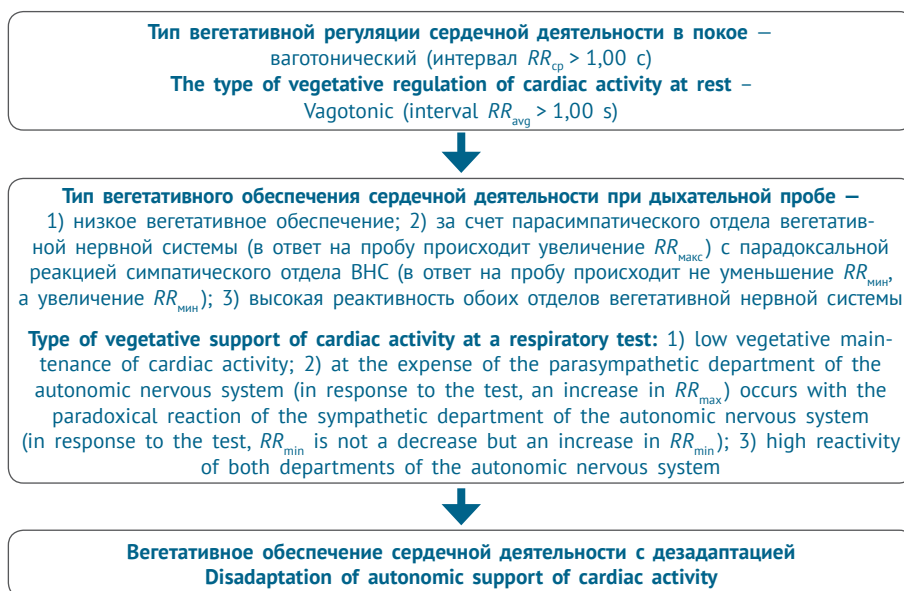 Тип вегетативной регуляции сердечной деятельности в покое —
ваготонический (интервал RRср > 1,00 с)
The type of vegetative regulation of cardiac activity at rest –
Vagotonic (interval RRavg > 1,00 s)
Тип вегетативного обеспечения сердечной деятельности при дыхательной пробе —
1) низкое вегетативное обеспечение; 2) за счет парасимпатического отдела вегетатив-
ной нервной системы (в ответ на пробу происходит увеличение RRмакс) с парадоксальной
реакцией симпатического отдела ВНС (в ответ на пробу происходит не уменьшение RRмин,
а увеличение RRмин); 3) высокая реактивность обоих отделов вегетативной нервной системы
Type of vegetative support of cardiac activity at a respiratory test: 1) low vegetative main-
tenance of cardiac activity; 2) at the expense of the parasympathetic department of the
autonomic nervous system (in response to the test, an increase in RRmax) occurs with the
paradoxical reaction of the sympathetic department of the autonomic nervous system
(in response to the test, RRmin is not a decrease but an increase in RRmin); 3) high reactivity
of both departments of the autonomic nervous system
Вегетативное обеспечение сердечной деятельности с дезадаптацией
Disadaptation of autonomic support of cardiac activity